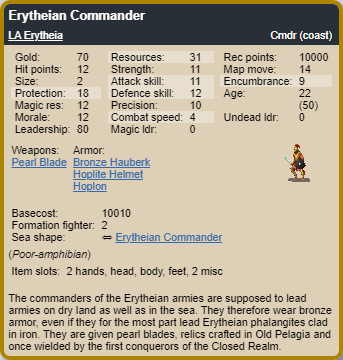 Erytheian Commander
LA Erytheia Cmdr (coast)
Gold: 70 Resources: 31 Rec points: 10000
Hit points: 12 Strength: 11 Map move: 14
Size: 2 Attack skill: 11 Encumbrance: 9
Protection: 18 Defence skill: 12 Age: 22
Magic res: 12 Precision: 10 (50)
Morale: 12 Combat speed: 4 Undead ldr: 0
Leadership: 80 Magic ldr: 0
Weapons: Armor:
Pearl Blade Bronze Hauberk
Hoplite Helmet
Hoplon
Basecost: 10010
Formation fighter: 2
Sea shape: ⇔ Erytheian Commander
(Poor-amphibian)
Item slots: 2 hands, head, body, feet, 2 misc
The commanders of the Erytheian armies are supposed to lead
armies on dry land as well as in the sea. They therefore wear bronze
armor, even if they for the most part lead Erytheian phalangites clad
in iron. They are given pearl blades, relics crafted in Old Pelagia and
once wielded by the first conquerors of the Closed Realm.